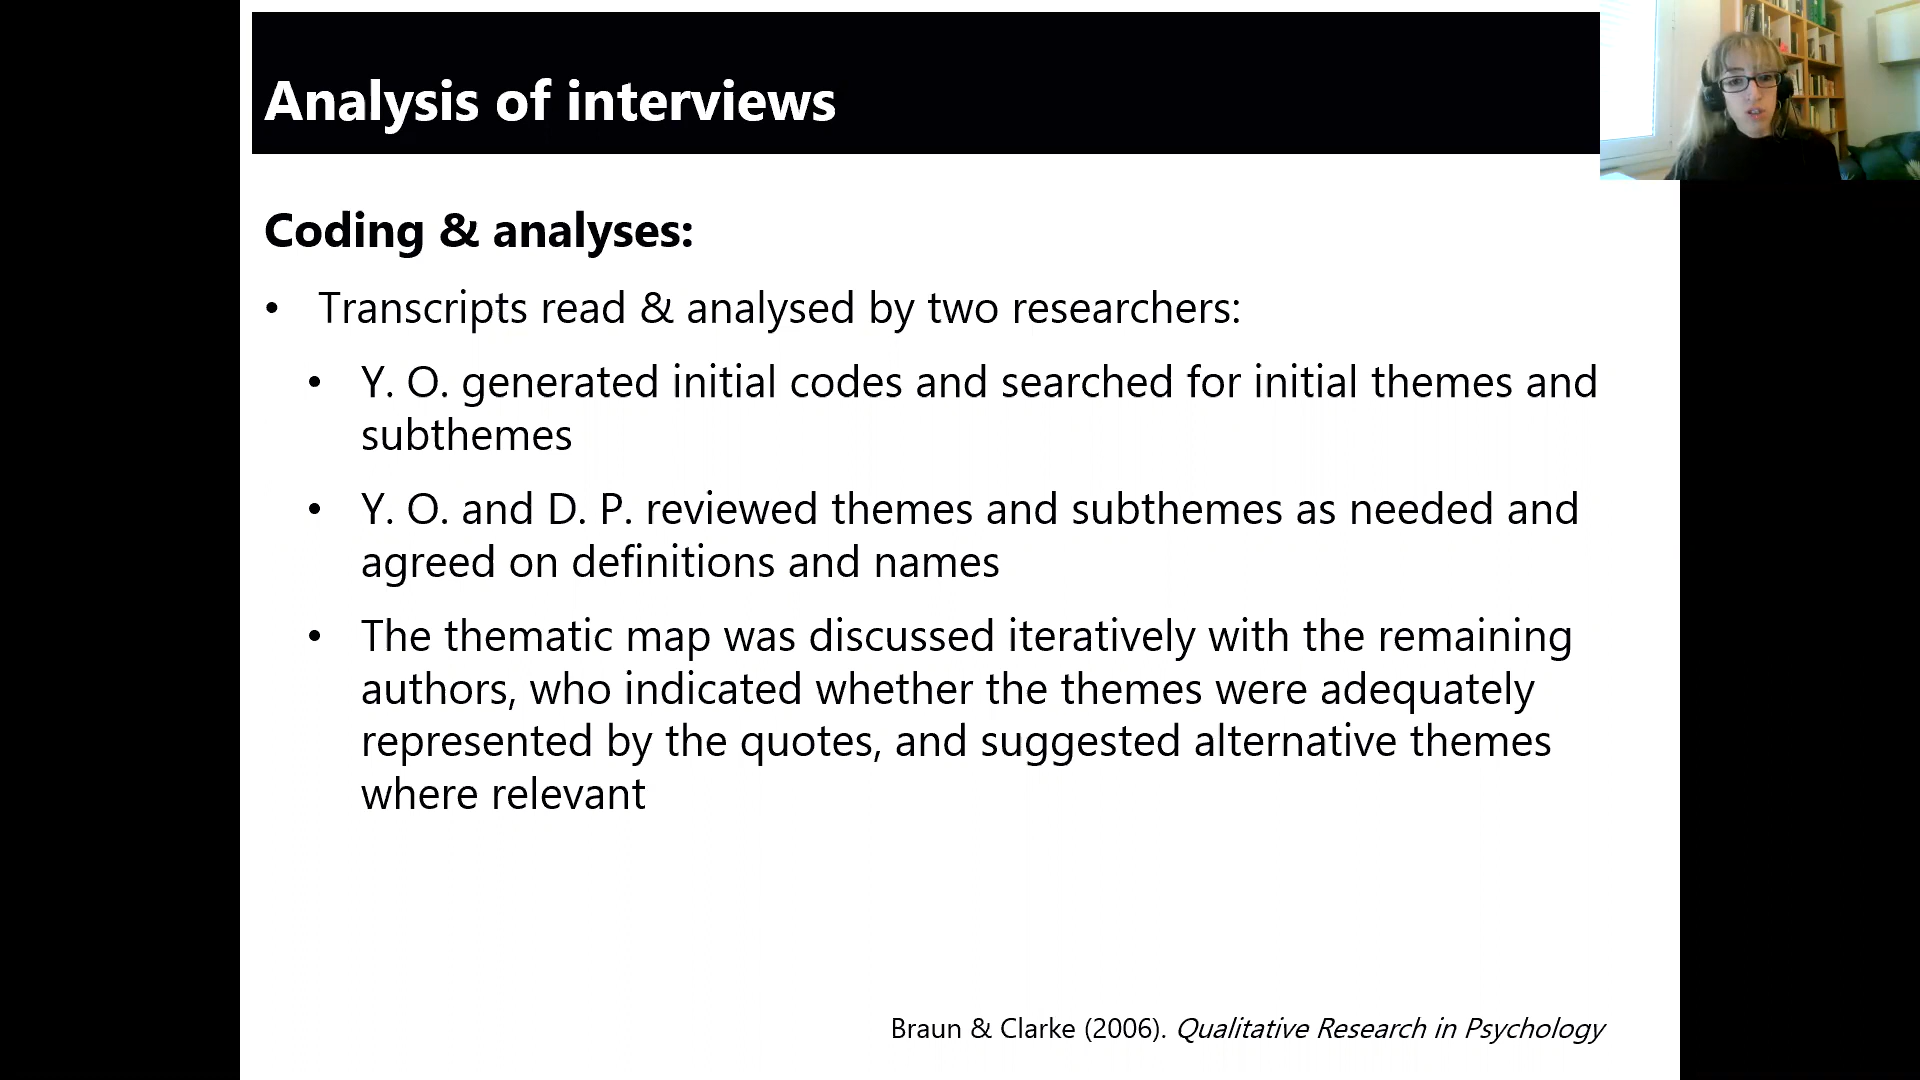 Analysis of interviews
Coding & analyses:
• Transcripts read & analysed by two researchers:
• Y. O. generated initial codes and searched for initial themes and
subthemes
• Y. O. and D. P. reviewed themes and subthemes as needed and
agreed on definitions and names
• The thematic map was discussed iteratively with the remaining
authors, who indicated whether the themes were adequately
represented by the quotes, and suggested alternative themes
where relevant
Braun & Clarke (2006). Qualitative Research in Psychology